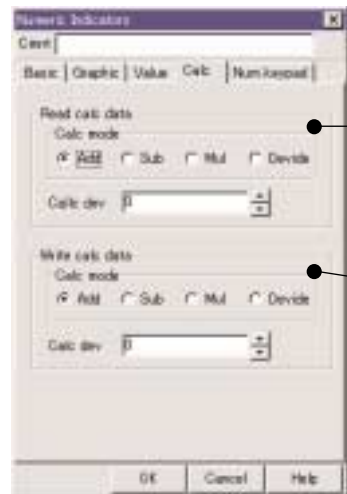 Numeric Indicators
Cmnt
Basic Graphic Value Calc Num.keypad
Read calc data
Calc mode
Add Sub Mul Devide
Calc dev 0
Write calc data
Calc mode
Add Sub Mul Devide
Calc dev 0
OK Cancel Help